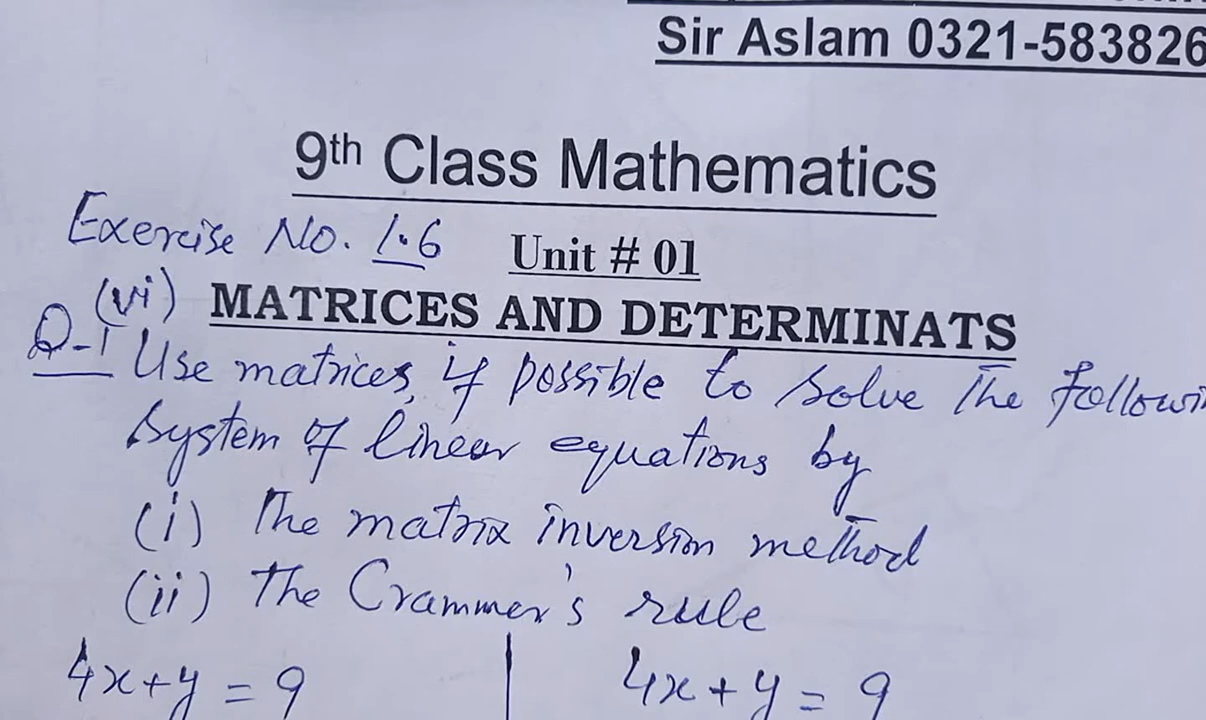 Sir Aslam 0321-583826
9th Class Mathematics
Exercise No. 1.6
Unit # 01
(vi) MATRICES AND DETERMINATS
Q-1 Use matrices, if possible to solve the followi
system of linear equations by
(i) The matrix inversion method
(ii) The Crammer's rule
4x+y = 9
4x+y = 9